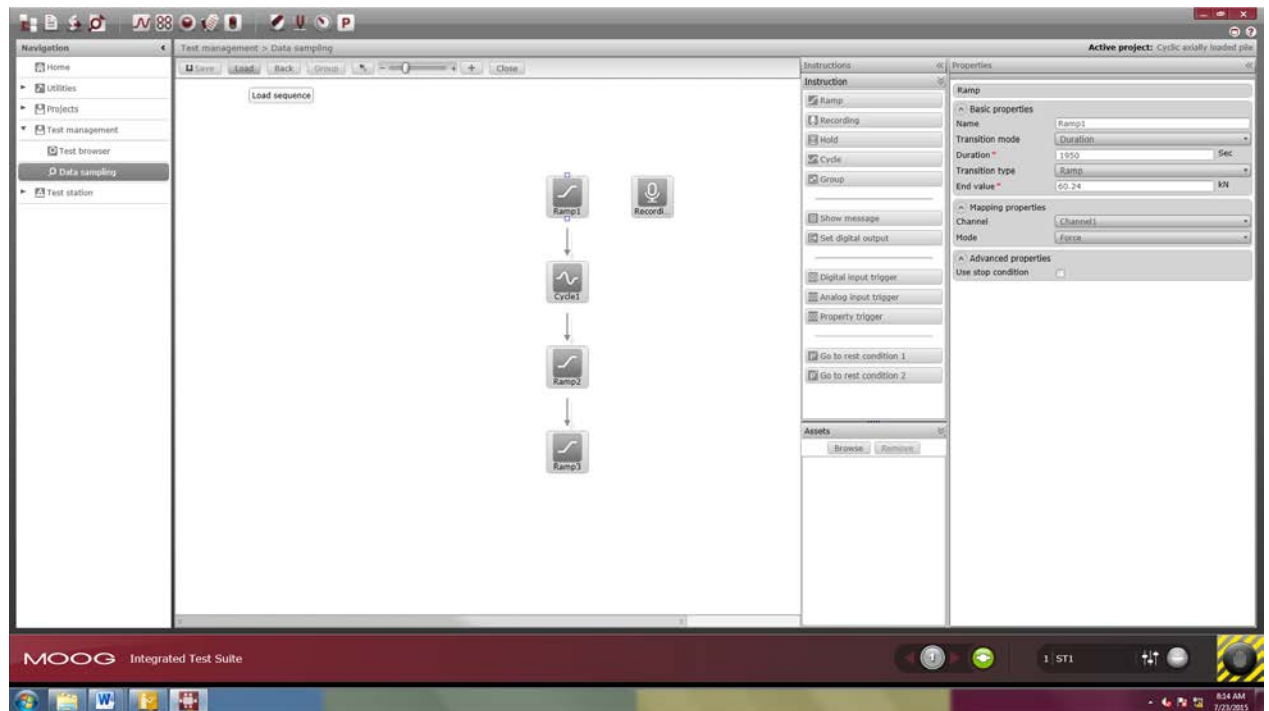 Navigation
Test management > Data sampling
Active project: Cyclic axially loaded pile
Home
Utilities
Projects
Test management
Test browser
Data sampling
Test station
Save Load Back Group - + + Close
Load sequence
Ramp1
Recordi...
Cycle1
Ramp2
Ramp3
Instructions
Instruction
Ramp
Recording
Hold
Cycle
Group
Show message
Set digital output
Digital input trigger
Analog input trigger
Property trigger
Go to rest condition 1
Go to rest condition 2
Assets
Browse Remove
Properties
Ramp
Basic properties
Name Ramp1
Transition mode Duration
Duration * 1950 Sec
Transition type Ramp
End value * 60.24 kN
Mapping properties
Channel Channel1
Mode Force
Advanced properties
Use stop condition
MOOG Integrated Test Suite
1
1 ST1
8:14 AM
7/23/2015